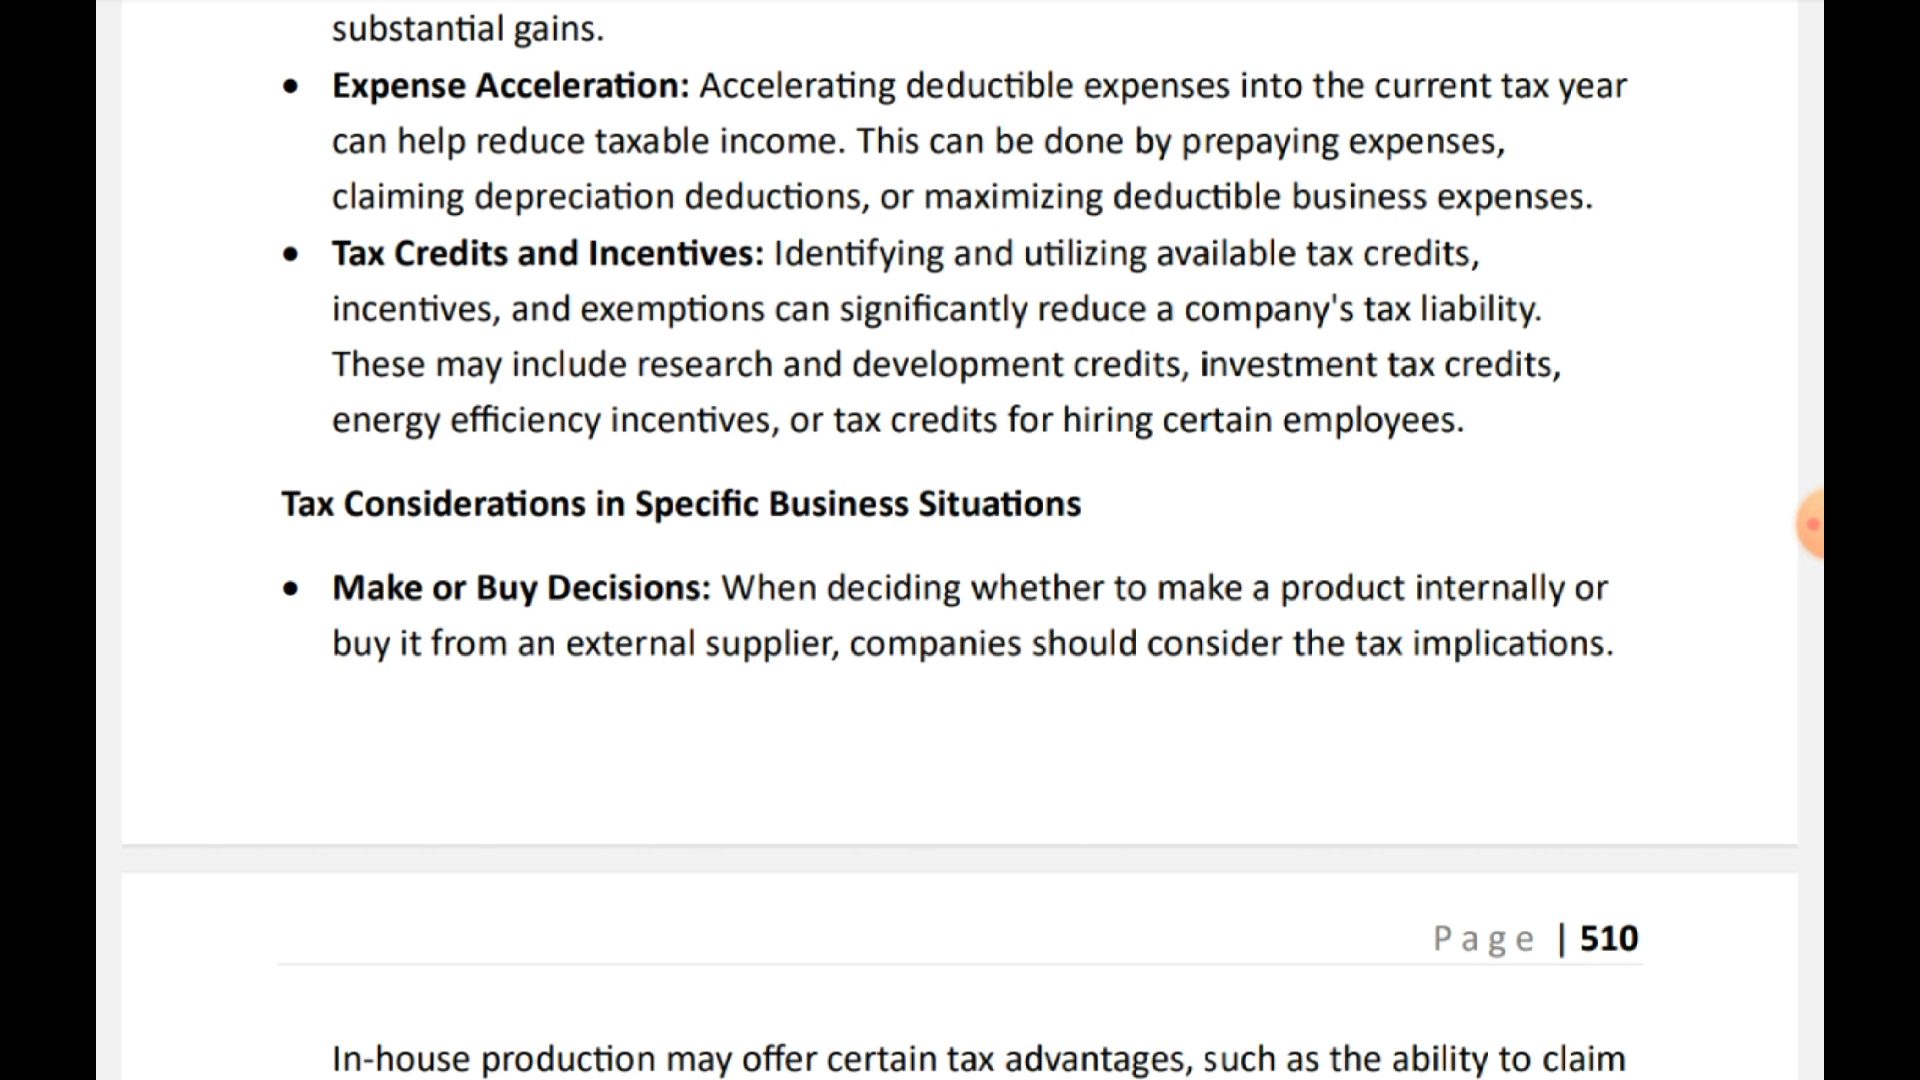 substantial gains.
• Expense Acceleration: Accelerating deductible expenses into the current tax year
can help reduce taxable income. This can be done by prepaying expenses,
claiming depreciation deductions, or maximizing deductible business expenses.
• Tax Credits and Incentives: Identifying and utilizing available tax credits,
incentives, and exemptions can significantly reduce a company's tax liability.
These may include research and development credits, investment tax credits,
energy efficiency incentives, or tax credits for hiring certain employees.
Tax Considerations in Specific Business Situations
• Make or Buy Decisions: When deciding whether to make a product internally or
buy it from an external supplier, companies should consider the tax implications.
Page | 510
In-house production may offer certain tax advantages, such as the ability to claim